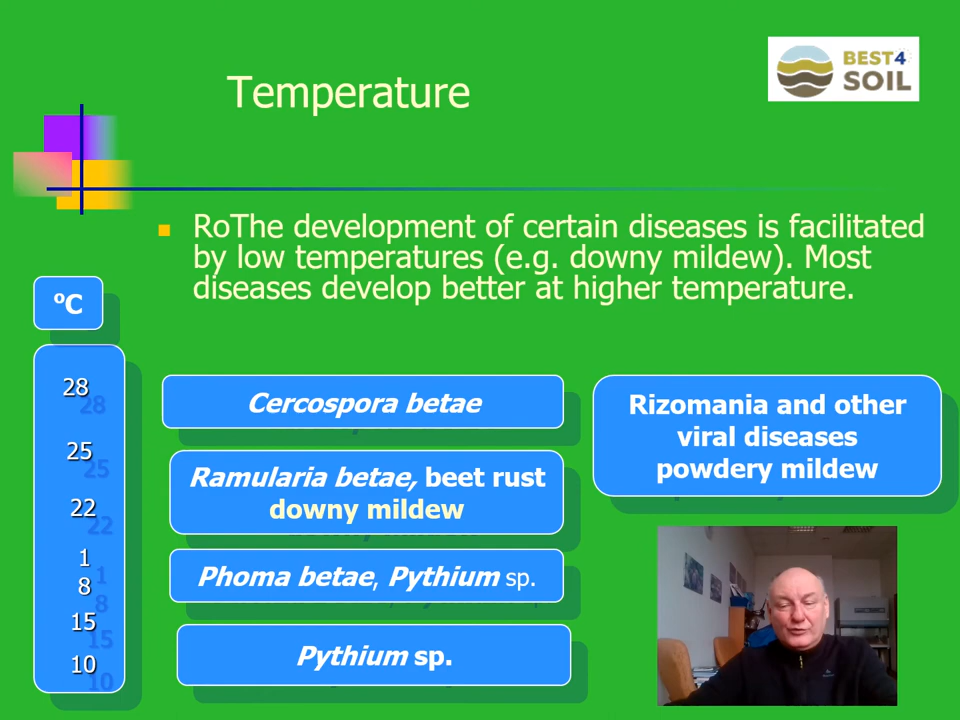 Temperature
BEST4
SOIL
RoThe development of certain diseases is facilitated
by low temperatures (e.g. downy mildew). Most
diseases develop better at higher temperature.
ºC
28
25
22
1
8
15
10
Cercospora betae
Ramularia betae, beet rust
downy mildew
Phoma betae, Pythium sp.
Pythium sp.
Rizomania and other
viral diseases
powdery mildew